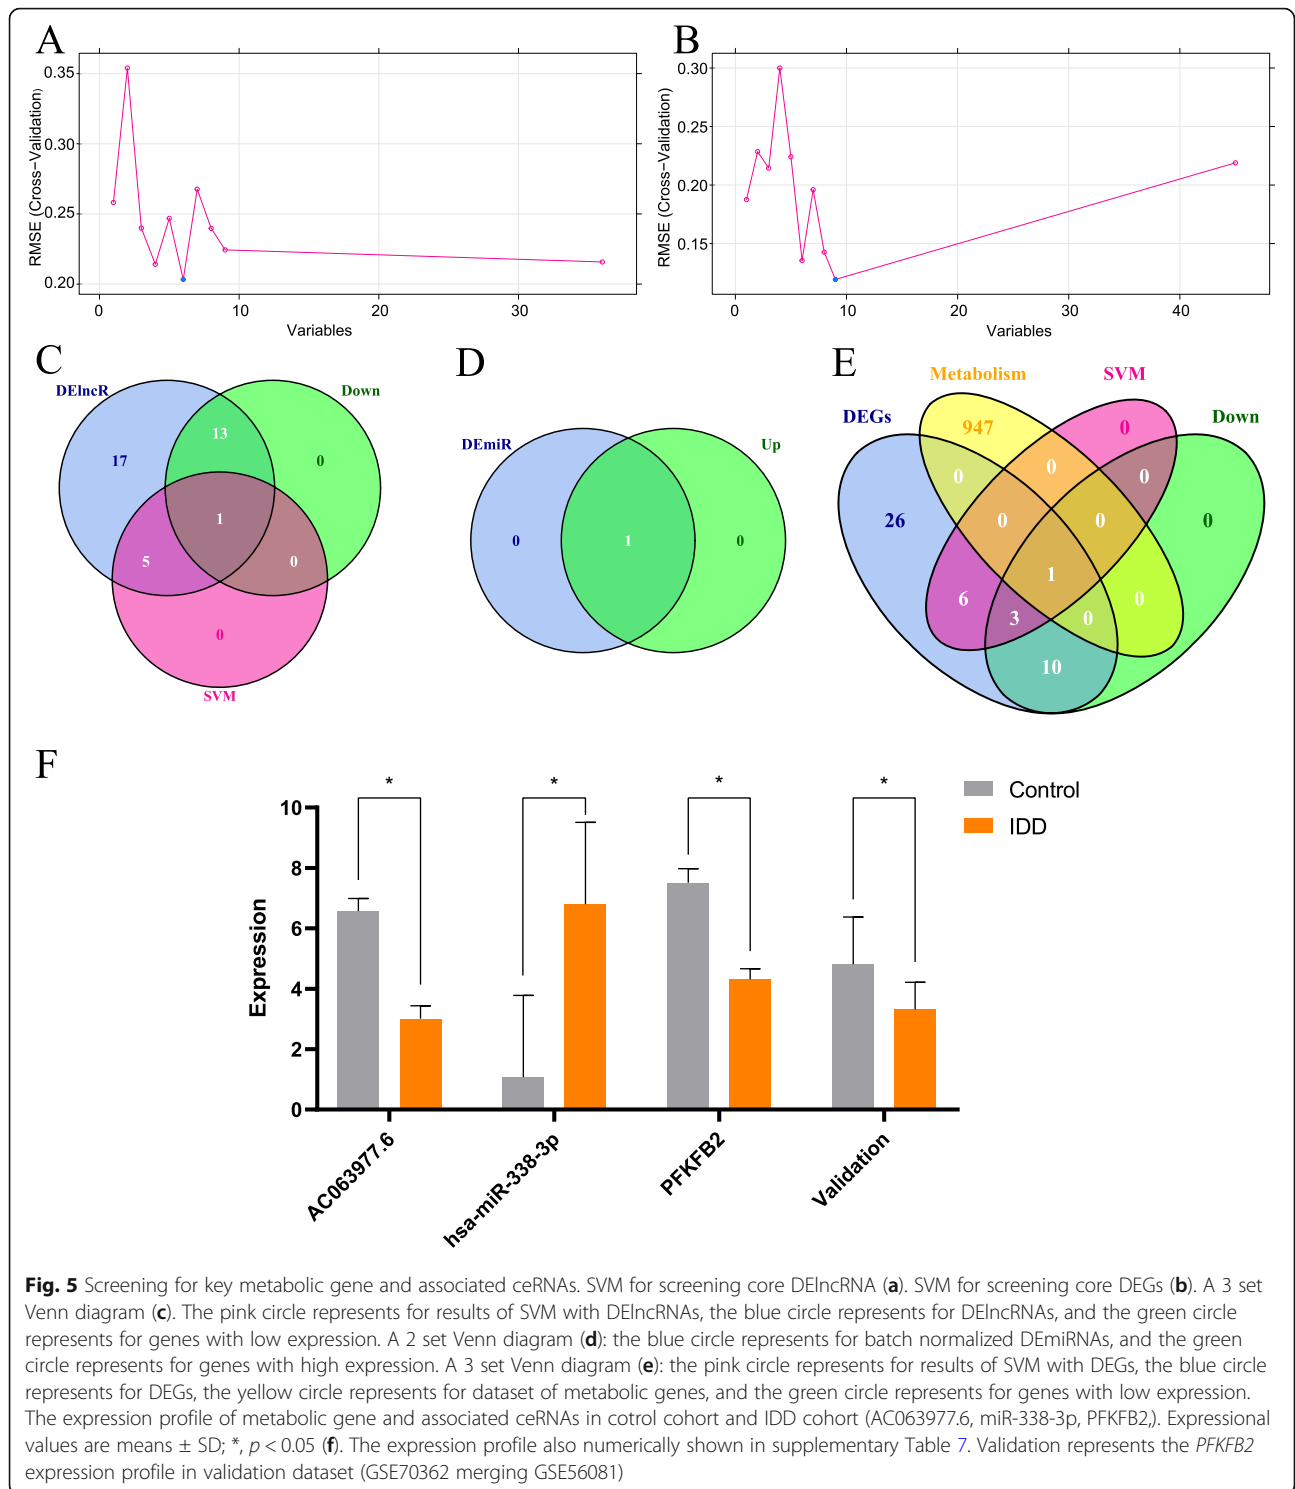 A
B
RMSE (Cross−Validation)
0.35
0.30
0.25
0.20
0
10
20
30
Variables
RMSE (Cross−Validation)
0.30
0.25
0.20
0.15
0
10
20
30
40
Variables
C
DElncR
Down
17
13
0
1
5
0
0
SVM
D
DEmiR
Up
0
1
0
E
Metabolism
SVM
DEGs
Down
947
0
0
0
0
26
0
0
0
1
6
0
3
0
10
F
Control
IDD
Expression
10
8
6
4
2
0
*
*
*
*
AC063977.6
hsa-miR-338-3p
PFKFB2
Validation
Fig. 5 Screening for key metabolic gene and associated ceRNAs. SVM for screening core DElncRNA (a). SVM for screening core DEGs (b). A 3 set
Venn diagram (c). The pink circle represents for results of SVM with DElncRNAs, the blue circle represents for DElncRNAs, and the green circle
represents for genes with low expression. A 2 set Venn diagram (d): the blue circle represents for batch normalized DEmiRNAs, and the green
circle represents for genes with high expression. A 3 set Venn diagram (e): the pink circle represents for results of SVM with DEGs, the blue circle
represents for DEGs, the yellow circle represents for dataset of metabolic genes, and the green circle represents for genes with low expression.
The expression profile of metabolic gene and associated ceRNAs in cotrol cohort and IDD cohort (AC063977.6, miR-338-3p, PFKFB2,). Expressional
values are means ± SD; *, p < 0.05 (f). The expression profile also numerically shown in supplementary Table 7. Validation represents the PFKFB2
expression profile in validation dataset (GSE70362 merging GSE56081)